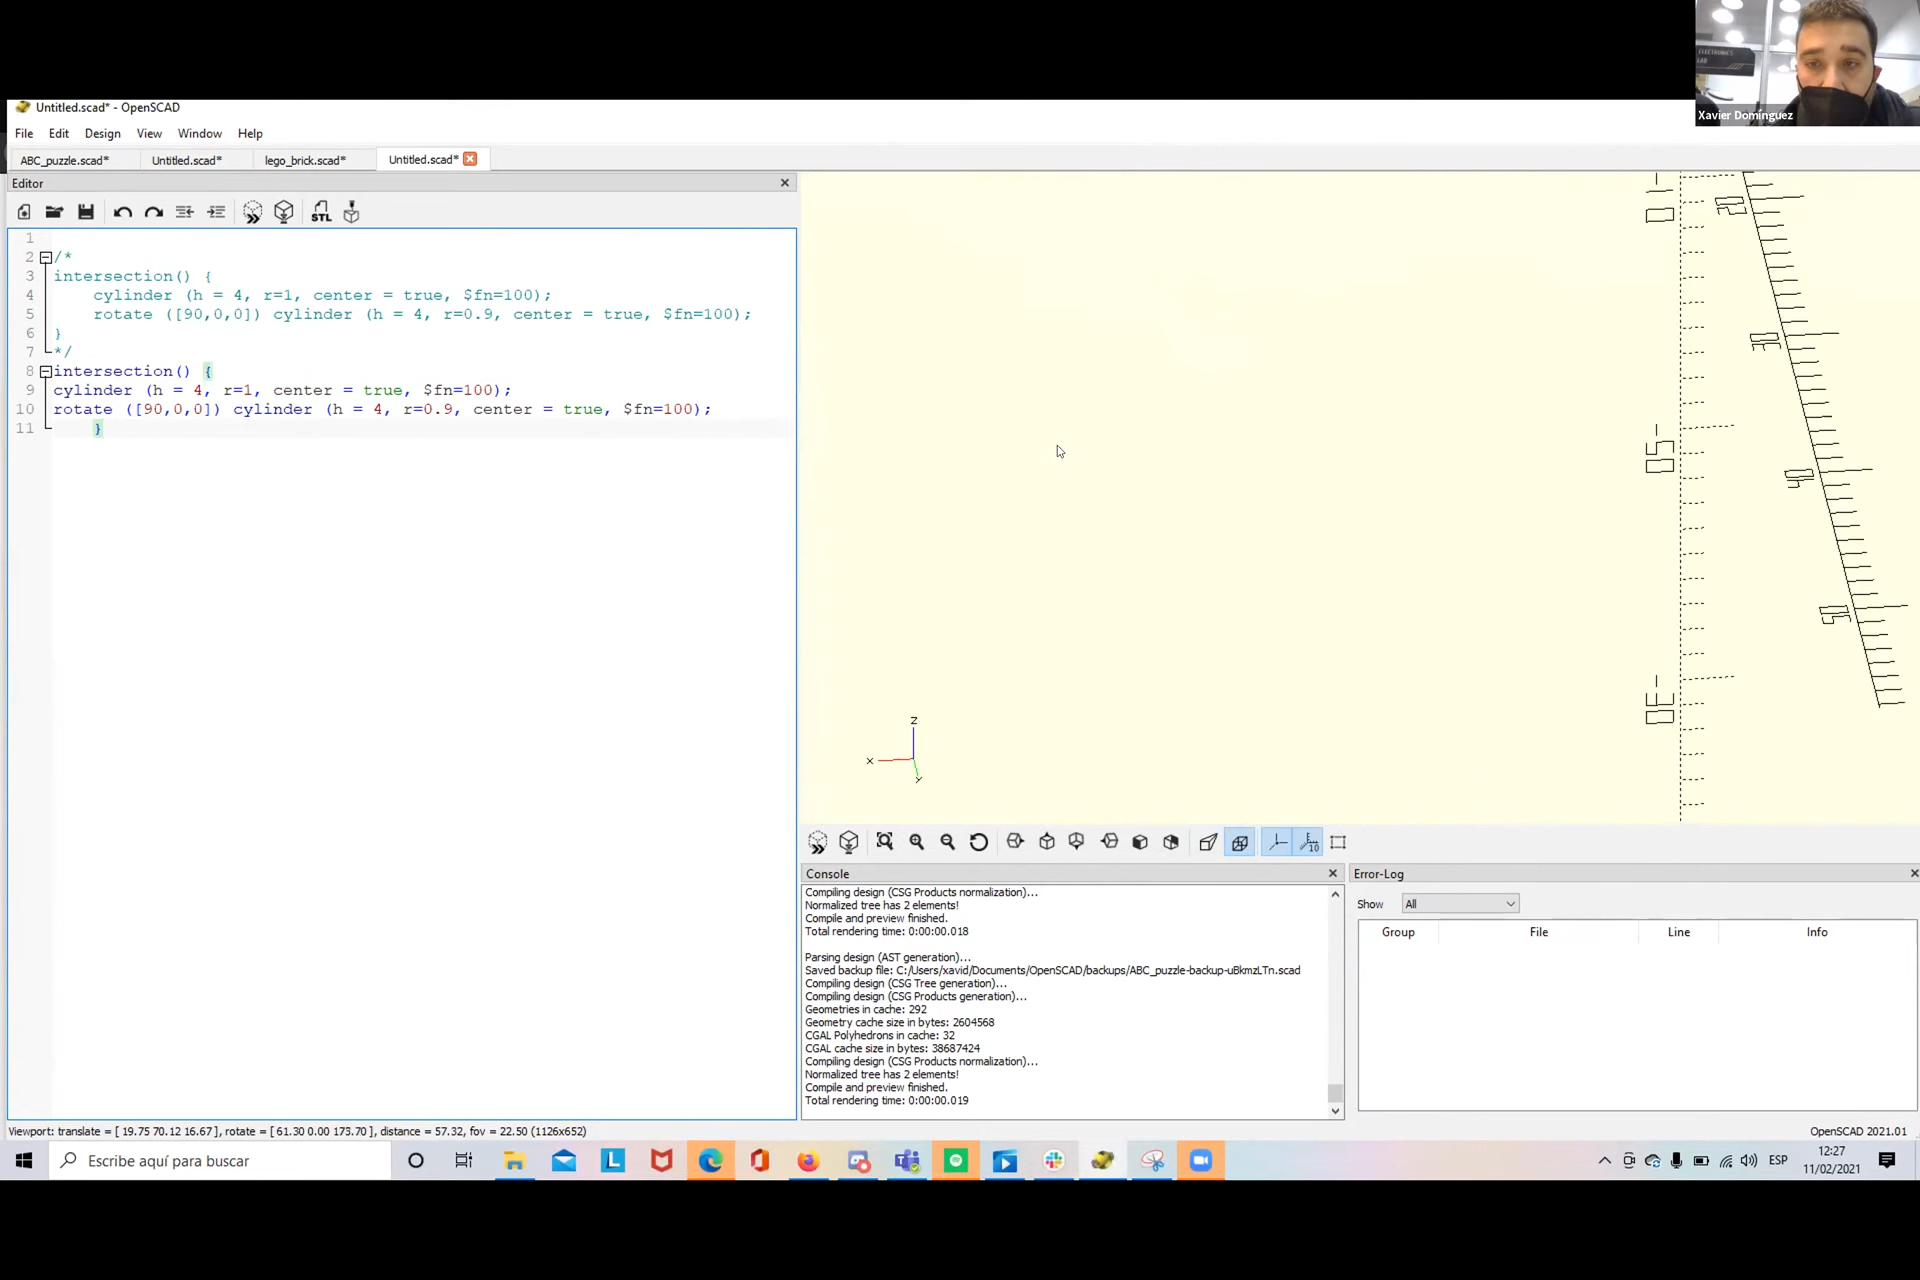 ELECTRONICS
LAB
Xavier Domínguez
Untitled.scad* - OpenSCAD
File Edit Design View Window Help
ABC_puzzle.scad* Untitled.scad* lego_brick.scad* Untitled.scad*
Editor
STL
1
2 /*
3 intersection() {
4 cylinder (h = 4, r=1, center = true, $fn=100);
5 rotate ([90,0,0]) cylinder (h = 4, r=0.9, center = true, $fn=100);
6 }
7 */
8 intersection() {
9 cylinder (h = 4, r=1, center = true, $fn=100);
10 rotate ([90,0,0]) cylinder (h = 4, r=0.9, center = true, $fn=100);
11 }
z
x
y
10
Console
Compiling design (CSG Products normalization)...
Normalized tree has 2 elements!
Compile and preview finished.
Total rendering time: 0:00:00.018
Parsing design (AST generation)...
Saved backup file: C:/Users/xavid/Documents/OpenSCAD/backups/ABC_puzzle-backup-uBkmzLTn.scad
Compiling design (CSG Tree generation)...
Compiling design (CSG Products generation)...
Geometries in cache: 292
Geometry cache size in bytes: 2604568
CGAL Polyhedrons in cache: 32
CGAL cache size in bytes: 38687424
Compiling design (CSG Products normalization)...
Normalized tree has 2 elements!
Compile and preview finished.
Total rendering time: 0:00:00.019
Error-Log
Show All
Group File Line Info
Viewport: translate = [ 19.75 70.12 16.67 ], rotate = [ 61.30 0.00 173.70 ], distance = 57.32, fov = 22.50 (1126x652)
OpenSCAD 2021.01
Escribe aquí para buscar
L
ESP
12:27
11/02/2021